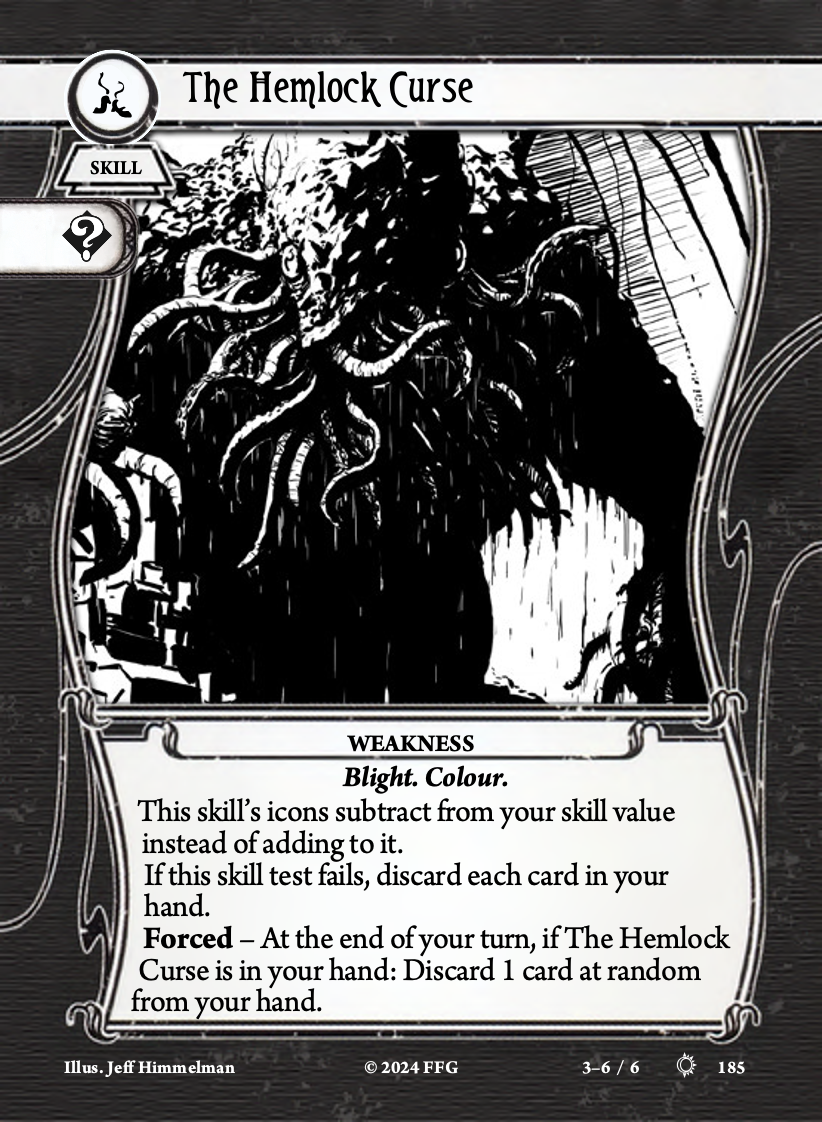 The Hemlock Curse
SKILL
?
WEAKNESS
Blight. Colour.
This skill's icons subtract from your skill value
instead of adding to it.
If this skill test fails, discard each card in your
hand.
Forced – At the end of your turn, if The Hemlock
Curse is in your hand: Discard 1 card at random
from your hand.
Illus. Jeff Himmelman © 2024 FFG 3–6 / 6 185